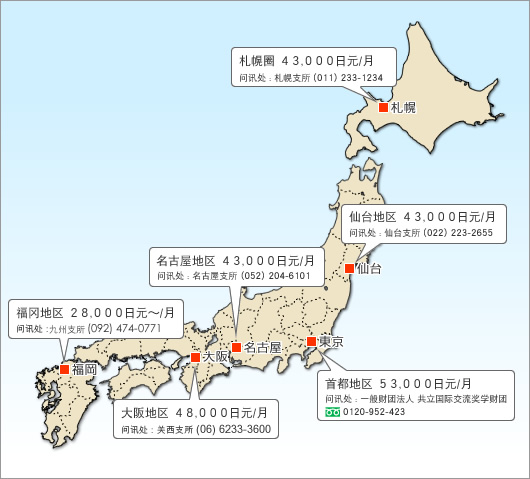 札幌圏 43,000日元/月
问讯处：札幌支所 (011) 233-1234
札幌
仙台地区 43,000日元/月
问讯处：仙台支所 (022) 223-2655
仙台
名古屋地区 43,000日元/月
问讯处：名古屋支所 (052) 204-6101
名古屋
福冈地区 28,000日元～/月
问讯处：九州支所 (092) 474-0771
福岡
大阪
東京
首都地区 53,000日元/月
问讯处：一般财团法人 共立国际交流奖学财团
0120-952-423
大阪地区 48,000日元/月
问讯处：关西支所 (06) 6233-3600